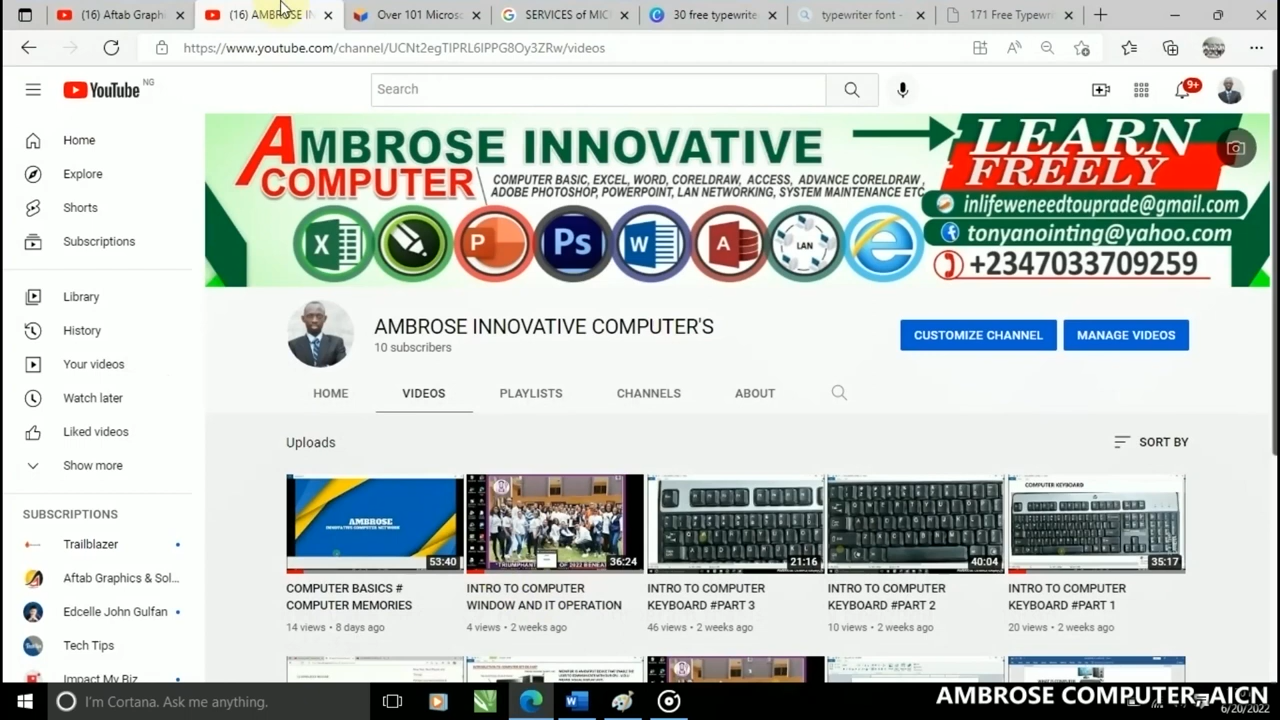 (16) Aftab Graphi
(16) AMBROSE IN
Over 101 Micros
SERVICES of MIC
30 free typewrite
typewriter font -
171 Free Typewr
https://www.youtube.com/channel/UCNt2egTIPRL6IPPG8Oy3ZRw/videos
YouTube NG
Search
9+
Home
Explore
Shorts
Subscriptions
Library
History
Your videos
Watch later
Liked videos
Show more
SUBSCRIPTIONS
Trailblazer
Aftab Graphics & Sol...
Edcelle John Gulfan
Tech Tips
Impact My Biz
AMBROSE INNOVATIVE
COMPUTER
COMPUTER BASIC, EXCEL, WORD, CORELDRAW, ACCESS, ADVANCE CORELDRAW,
ADOBE PHOTOSHOP, POWERPOINT, LAN NETWORKING, SYSTEM MAINTENANCE ETC
LEARN
FREELY
inlifeweneedtouprade@gmail.com
tonyanointing@yahoo.com
+2347033709259
X
P
Ps
W
A
LAN
AMBROSE INNOVATIVE COMPUTER'S
10 subscribers
CUSTOMIZE CHANNEL
MANAGE VIDEOS
HOME
VIDEOS
PLAYLISTS
CHANNELS
ABOUT
Uploads
SORT BY
AMBROSE
53:40
COMPUTER BASICS #
COMPUTER MEMORIES
14 views • 8 days ago
36:24
INTRO TO COMPUTER
WINDOW AND IT OPERATION
4 views • 2 weeks ago
21:16
INTRO TO COMPUTER
KEYBOARD #PART 3
46 views • 2 weeks ago
40:04
INTRO TO COMPUTER
KEYBOARD #PART 2
10 views • 2 weeks ago
COMPUTER KEYBOARD
35:17
INTRO TO COMPUTER
KEYBOARD #PART 1
20 views • 2 weeks ago
I'm Cortana. Ask me anything.
AMBROSE COMPUTER_AICN
6/20/2022